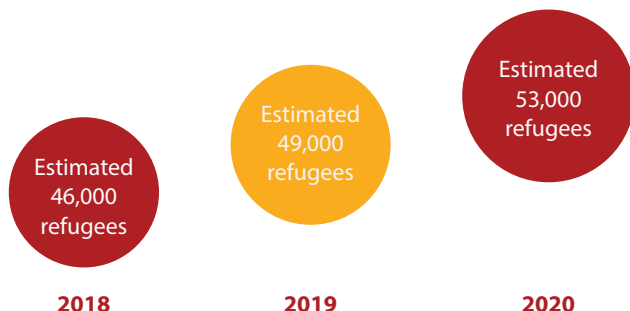 Estimated
46,000
refugees
Estimated
49,000
refugees
Estimated
53,000
refugees
2018
2019
2020